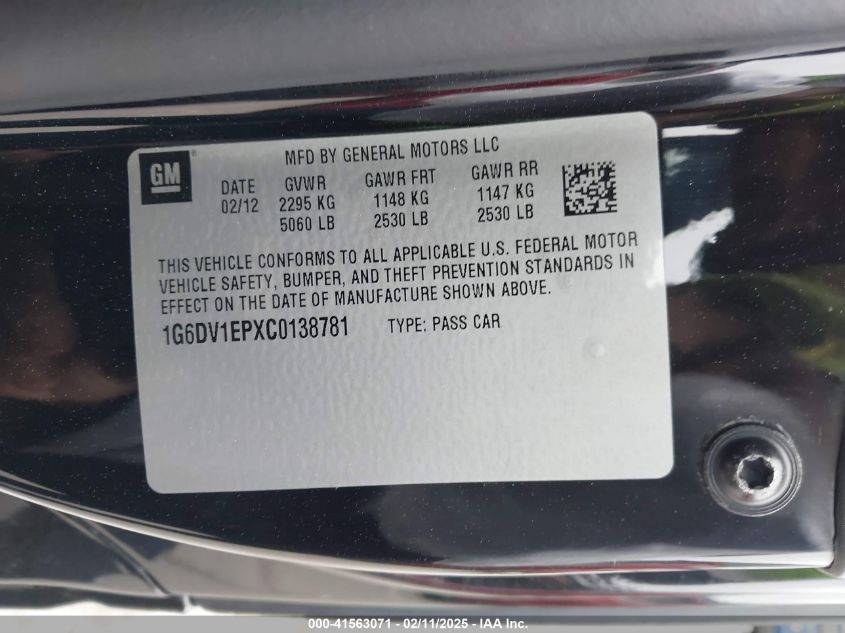 MFD BY GENERAL MOTORS LLC
GM
DATE GVWR GAWR FRT GAWR RR
02/12 2295 KG 1148 KG 1147 KG
5060 LB 2530 LB 2530 LB
THIS VEHICLE CONFORMS TO ALL APPLICABLE U.S. FEDERAL MOTOR
VEHICLE SAFETY, BUMPER, AND THEFT PREVENTION STANDARDS IN
EFFECT ON THE DATE OF MANUFACTURE SHOWN ABOVE.
1G6DV1EPXC0138781 TYPE: PASS CAR
000-41563071 - 02/11/2025 - IAA Inc.